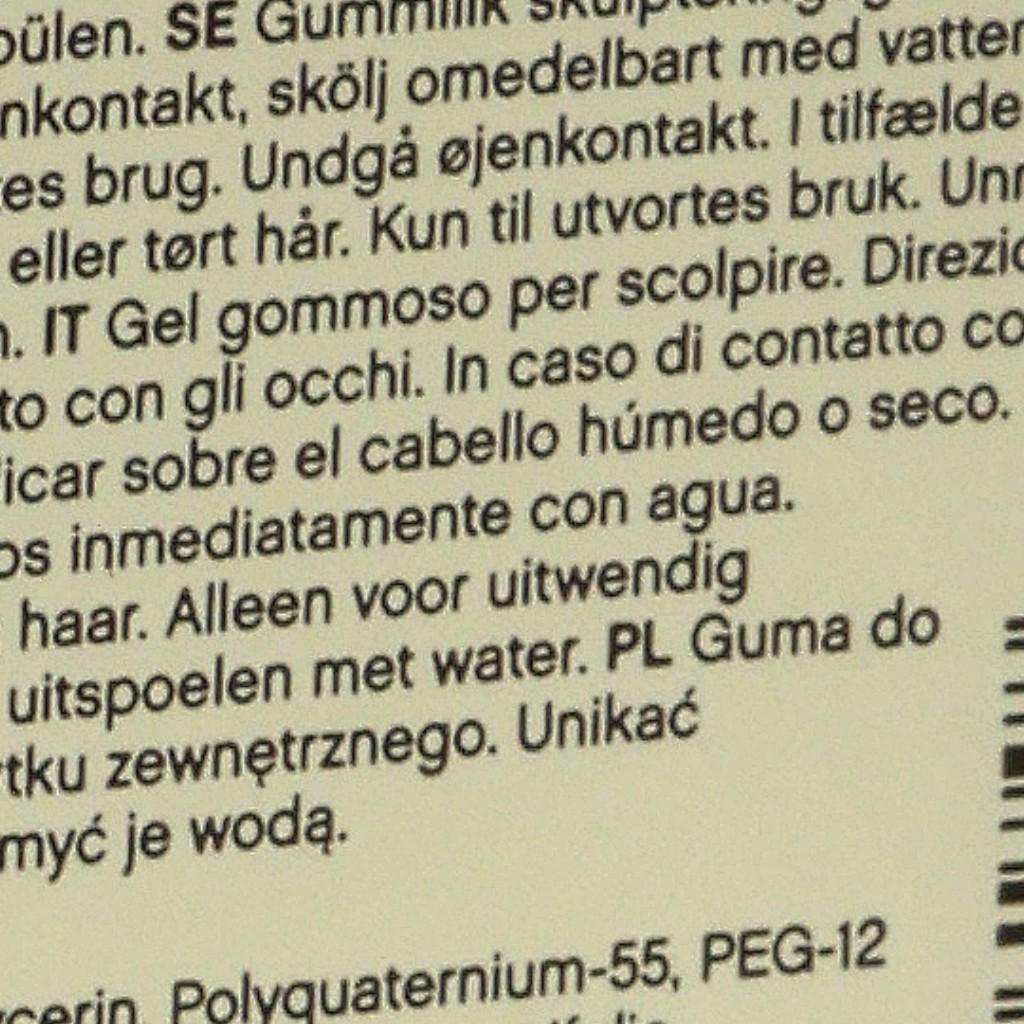 pülen. SE Gummilik
nkontakt, skölj omedelbart med vatten
es brug. Undgå øjenkontakt. I tilfælde
eller tørt hår. Kun til utvortes bruk. Unn
n. IT Gel gommoso per scolpire. Direzio
to con gli occhi. In caso di contatto co
icar sobre el cabello húmedo o seco.
os inmediatamente con agua.
haar. Alleen voor uitwendig
uitspoelen met water. PL Guma do
tku zewnętrznego. Unikać
myć je wodą.
ycerin, Polyquaternium-55, PEG-12